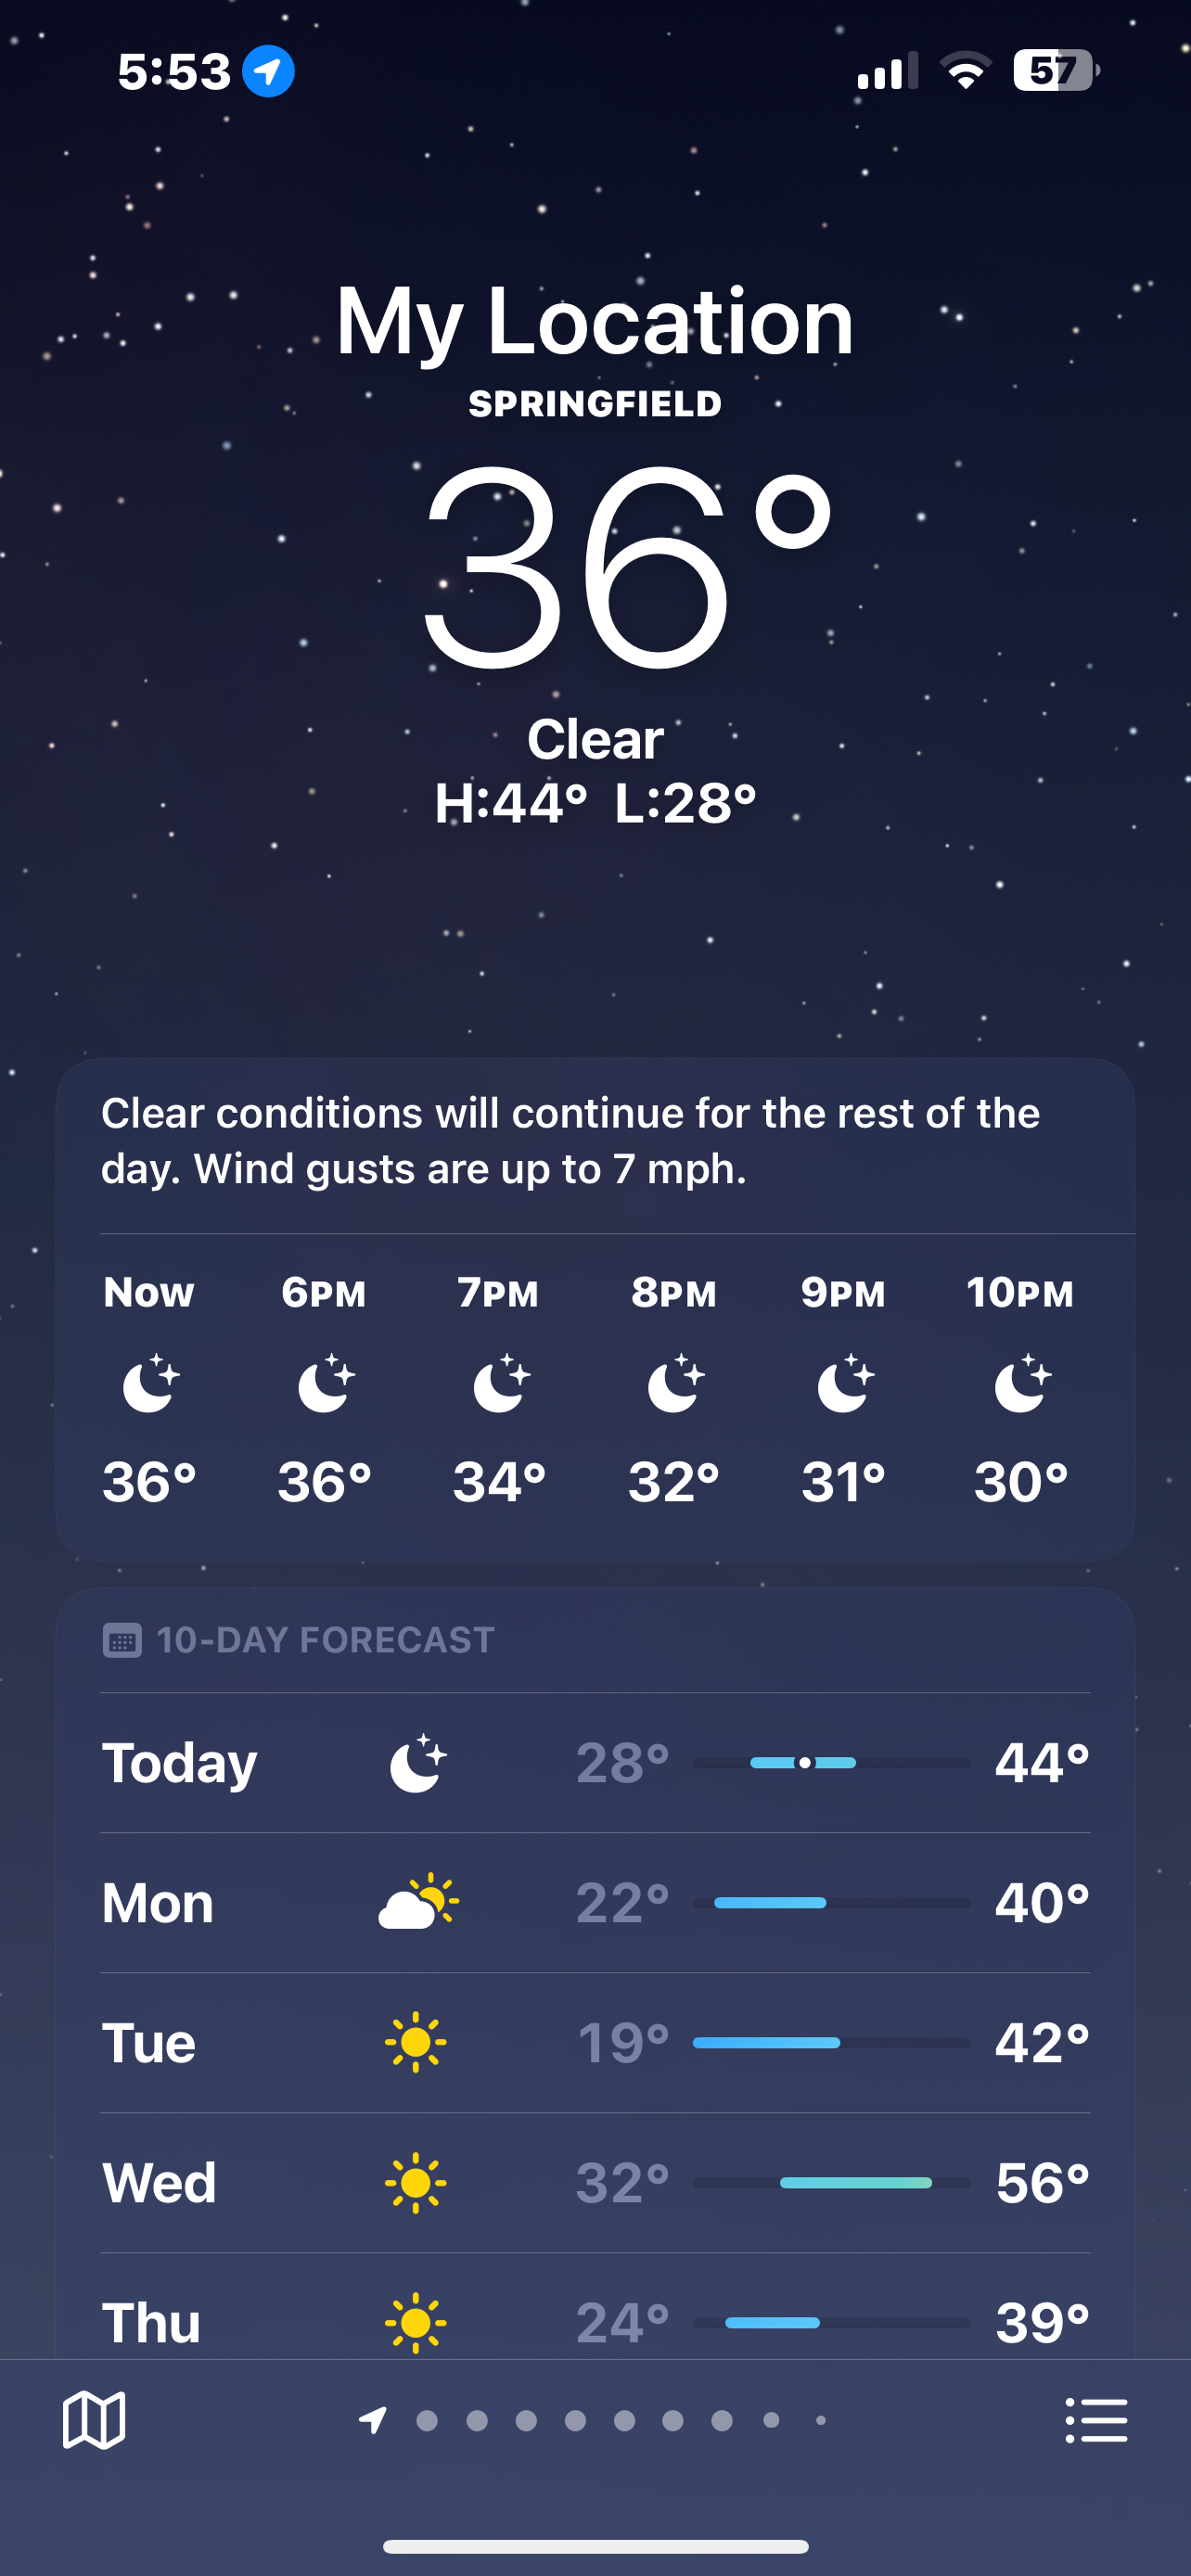 5:53
57
My Location
SPRINGFIELD
36°
Clear
H:44° L:28°
Clear conditions will continue for the rest of the
day. Wind gusts are up to 7 mph.
Now 6PM 7PM 8PM 9PM 10PM
36° 36° 34° 32° 31° 30°
10-DAY FORECAST
Today 28° 44°
Mon 22° 40°
Tue 19° 42°
Wed 32° 56°
Thu 24° 39°